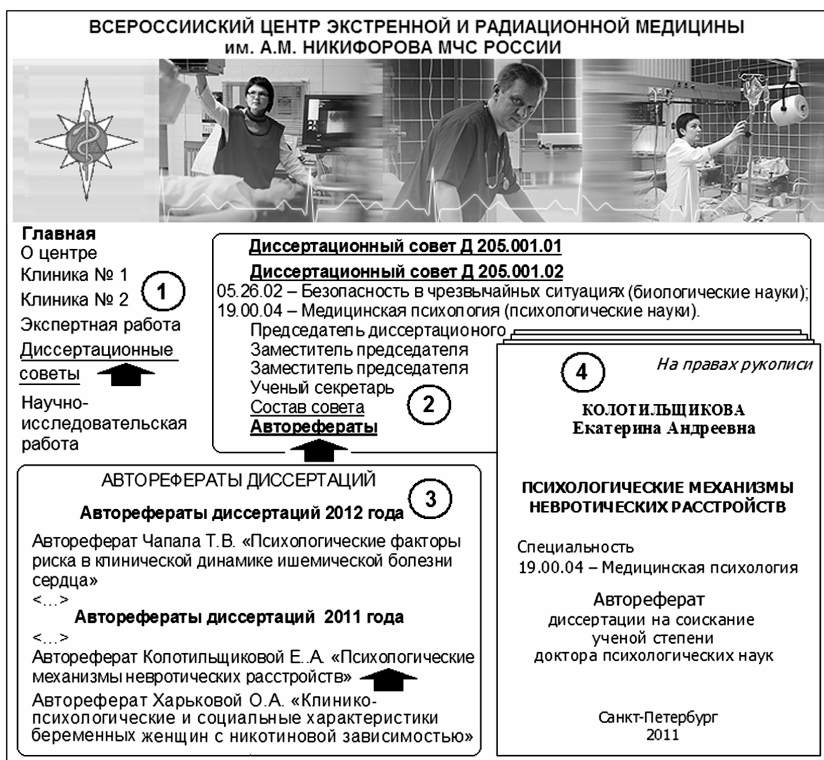 ВСЕРОССИИСКИЙ ЦЕНТР ЭКСТРЕННОЙ И РАДИАЦИОННОЙ МЕДИЦИНЫ
им. А.М. НИКИФОРОВА МЧС РОССИИ
Главная
О центре
Клиника № 1
Клиника № 2
Экспертная работа
Диссертационные
советы
Научно-
исследовательская
работа
1
Диссертационный совет Д 205.001.01
Диссертационный совет Д 205.001.02
05.26.02 – Безопасность в чрезвычайных ситуациях (биологические науки);
19.00.04 – Медицинская психология (психологические науки).
Председатель диссертационого
Заместитель председателя
Заместитель председателя
Ученый секретарь
Состав совета
Авторефераты
2
АВТОРЕФЕРАТЫ ДИССЕРТАЦИЙ
3
Авторефераты диссертаций 2012 года
Автореферат Чапала Т.В. «Психологические факторы
риска в клинической динамике ишемической болезни
сердца»
<...>
Авторефераты диссертаций 2011 года
<...>
Автореферат Колотильщиковой Е..А. «Психологические
механизмы невротических расстройств»
Автореферат Харьковой О.А. «Клинико-
психологические и социальные характеристики
беременных женщин с никотиновой зависимостью»
4
На правах рукописи
КОЛОТИЛЬЩИКОВА
Екатерина Андреевна
ПСИХОЛОГИЧЕСКИЕ МЕХАНИЗМЫ
НЕВРОТИЧЕСКИХ РАССТРОЙСТВ
Специальность
19.00.04 – Медицинская психология
Автореферат
диссертации на соискание
ученой степени
доктора психологических наук
Санкт-Петербург
2011